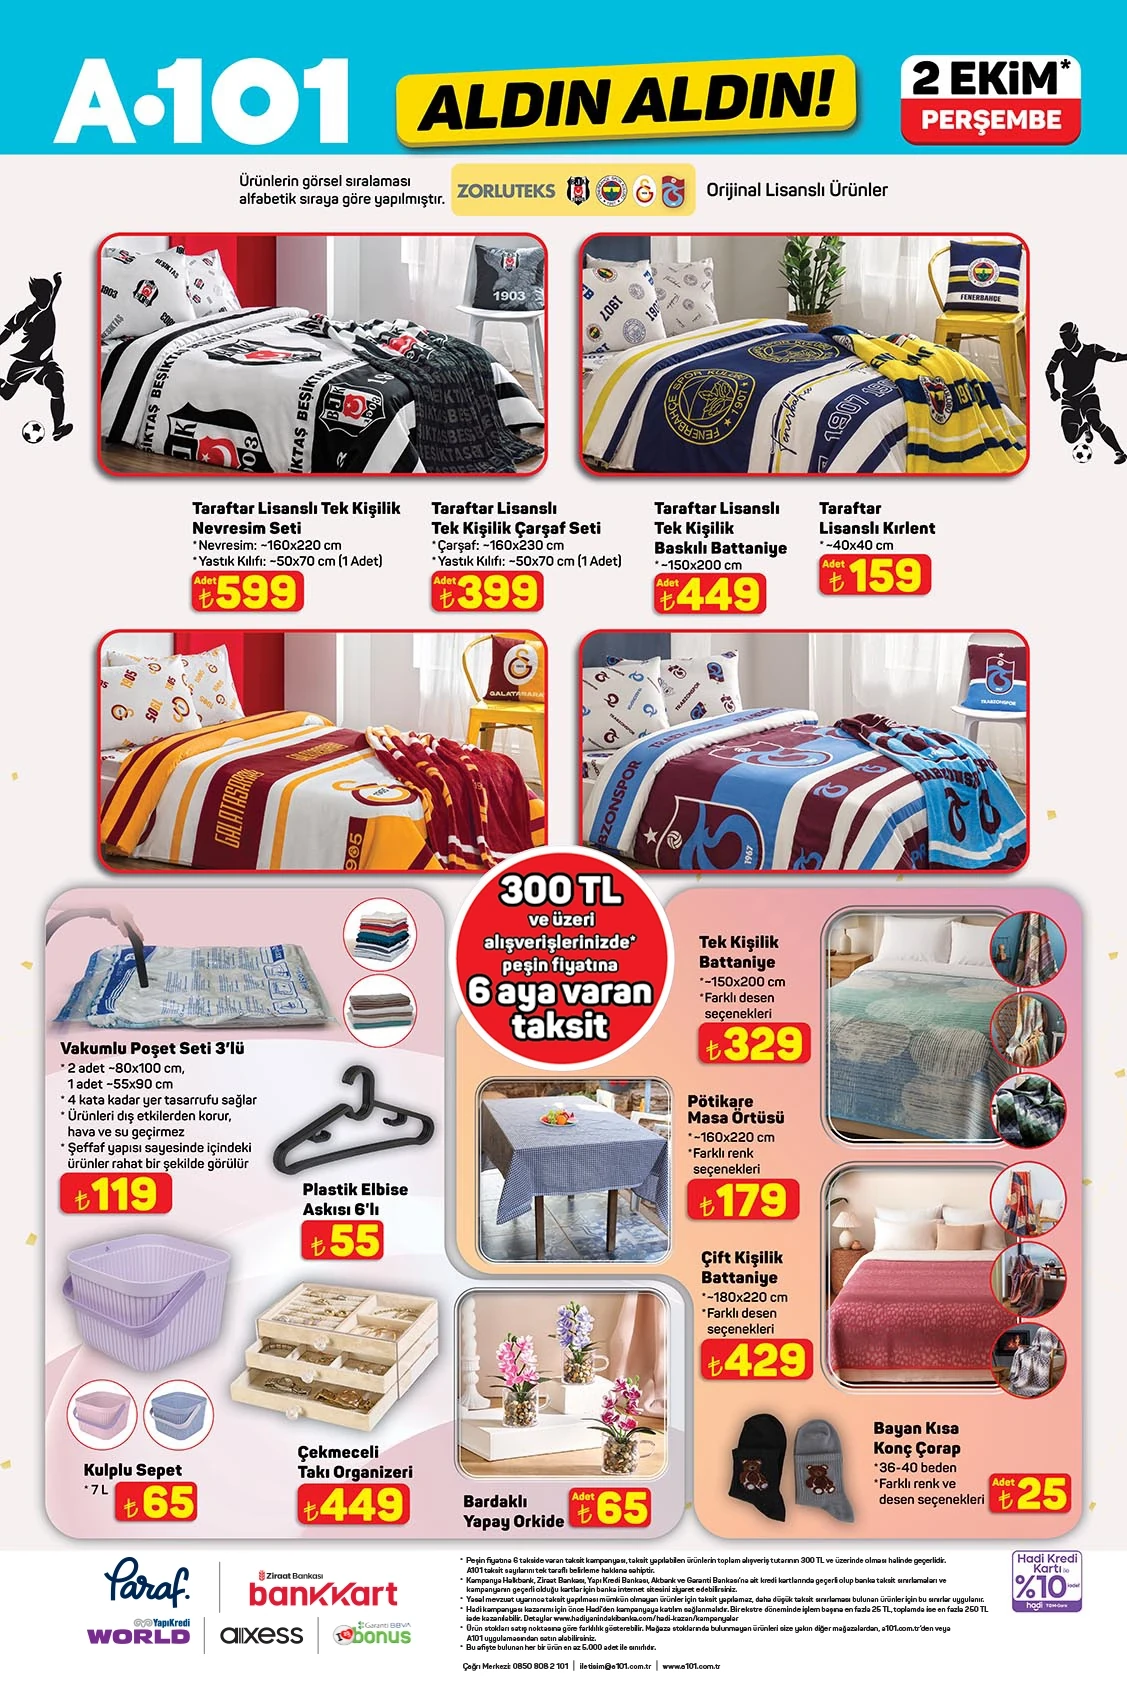 A•101
ALDIN ALDIN!
2 EKİM*
PERŞEMBE
Ürünlerin görsel sıralaması
alfabetik sıraya göre yapılmıştır.
ZORLUTEKS
Orijinal Lisanslı Ürünler
Taraftar Lisanslı Tek Kişilik
Nevresim Seti
*Nevresim: ~160x220 cm
*Yastık Kılıfı: ~50x70 cm (1 Adet)
Adet
₺599
Taraftar Lisanslı
Tek Kişilik Çarşaf Seti
*Çarşaf: ~160x230 cm
*Yastık Kılıfı: ~50x70 cm (1 Adet)
Adet
₺399
Taraftar Lisanslı
Tek Kişilik
Baskılı Battaniye
*~150x200 cm
Adet
₺449
Taraftar
Lisanslı Kırlent
*~40x40 cm
Adet
₺159
300 TL
ve üzeri
alışverişlerinizde*
peşin fiyatına
6 aya varan
taksit
Vakumlu Poşet Seti 3'lü
* 2 adet ~80x100 cm,
1 adet ~55x90 cm
* 4 kata kadar yer tasarrufu sağlar
* Ürünleri dış etkilerden korur,
hava ve su geçirmez
* Şeffaf yapısı sayesinde içindeki
ürünler rahat bir şekilde görülür
₺119
Plastik Elbise
Askısı 6'lı
₺55
Kulplu Sepet
*7 L
₺65
Çekmeceli
Takı Organizeri
₺449
Bardaklı
Yapay Orkide
Adet
₺65
Tek Kişilik
Battaniye
*~150x200 cm
*Farklı desen
seçenekleri
₺329
Pötikare
Masa Örtüsü
*~160x220 cm
*Farklı renk
seçenekleri
₺179
Çift Kişilik
Battaniye
*~180x220 cm
*Farklı desen
seçenekleri
₺429
Bayan Kısa
Konç Çorap
*36-40 beden
*Farklı renk ve
desen seçenekleri
Adet
₺25
Paraf
Ziraat Bankası
bankkart
YapıKredi
WORLD
axess
Garanti BBVA
bonus
* Peşin fiyatına 6 takside varan taksit kampanyası, taksit yapılabilen ürünlerin toplam alışveriş tutarının 300 TL ve üzerinde olması halinde geçerlidir.
A101 taksit sayılarını tek taraflı belirleme hakkına sahiptir.
* Kampanya Halkbank, Ziraat Bankası, Yapı Kredi Bankası, Akbank ve Garanti Bankası'na ait kredi kartlarında geçerli olup banka taksit sınırlamaları ve
kampanyanın geçerli olduğu kartlar için banka internet sitesini ziyaret edebilirsiniz.
* Yasal mevzuat uyarınca taksit yapılması mümkün olmayan ürünler için taksit yapılamaz, daha düşük taksit sınırlaması bulunan ürünler için bu sınırlar uygulanır.
* Hadi kampanyası kazanımı için önce Hadi'den kampanyaya katılım sağlanmalıdır. Bir ekstre döneminde işlem başına en fazla 25 TL, toplamda ise en fazla 250 TL
iade kazanılabilir. Detaylar www.hadiyanindakibanka.com/hadi-kazan/kampanyalar
* Ürün stokları satış noktasına göre farklılık gösterebilir. Mağaza stoklarında bulunmayan ürünleri size yakın diğer mağazalardan, a101.com.tr'den veya
A101 uygulamasından satın alabilirsiniz.
* Bu afişte bulunan her bir ürün en az 5.000 adet ile sınırlıdır.
Çağrı Merkezi: 0850 808 2 101 | iletisim@a101.com.tr | www.a101.com.tr
Hadi Kredi
Kartı ile
%10 iade
hadi